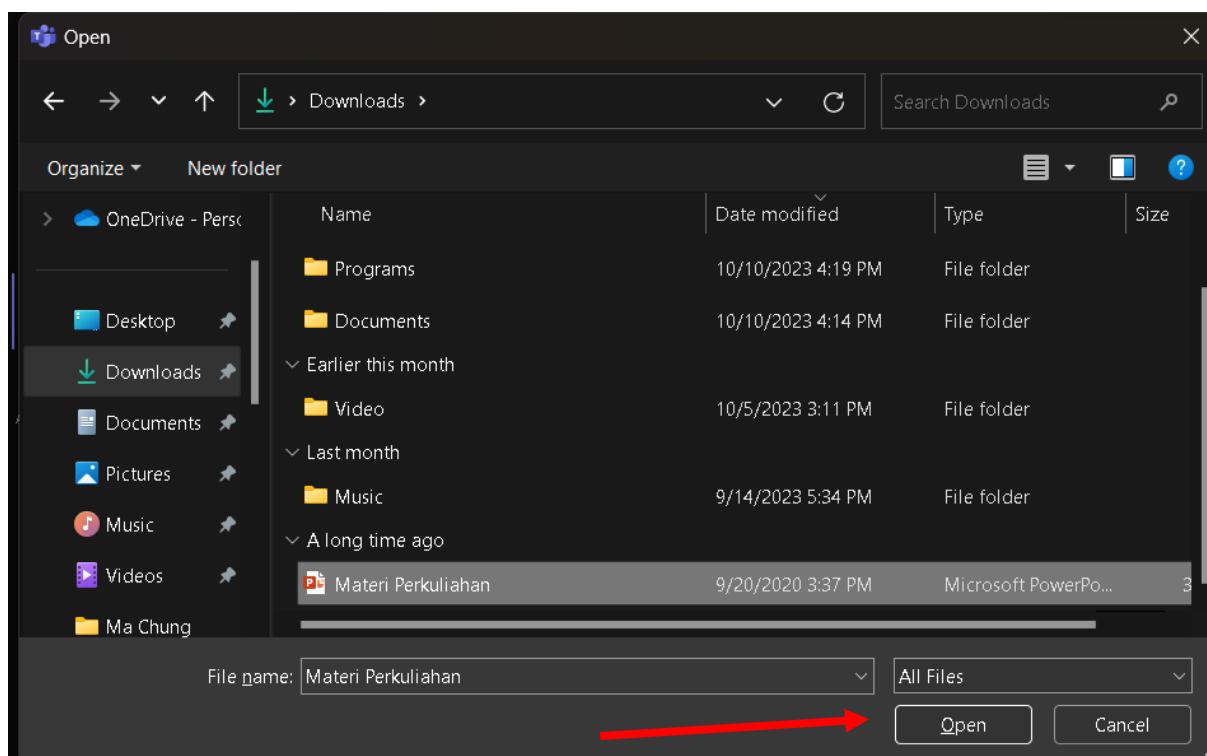 Open
Downloads
Search Downloads
Organize New folder
Name Date modified Type Size
OneDrive - Perso
Programs 10/10/2023 4:19 PM File folder
Desktop
Documents 10/10/2023 4:14 PM File folder
Downloads
Earlier this month
Documents
Video 10/5/2023 3:11 PM File folder
Last month
Pictures
Music 9/14/2023 5:34 PM File folder
Music
A long time ago
Videos
Materi Perkuliahan 9/20/2020 3:37 PM Microsoft PowerPo... 3
Ma Chung
File name: Materi Perkuliahan All Files
Open Cancel